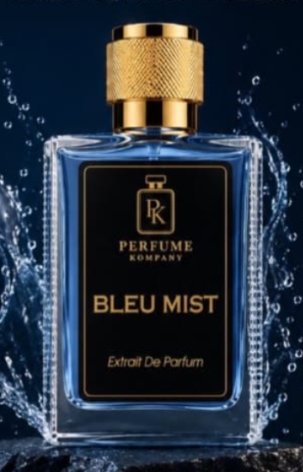 PK
PERFUME
KOMPANY
BLEU MIST
Extrait De Parfum